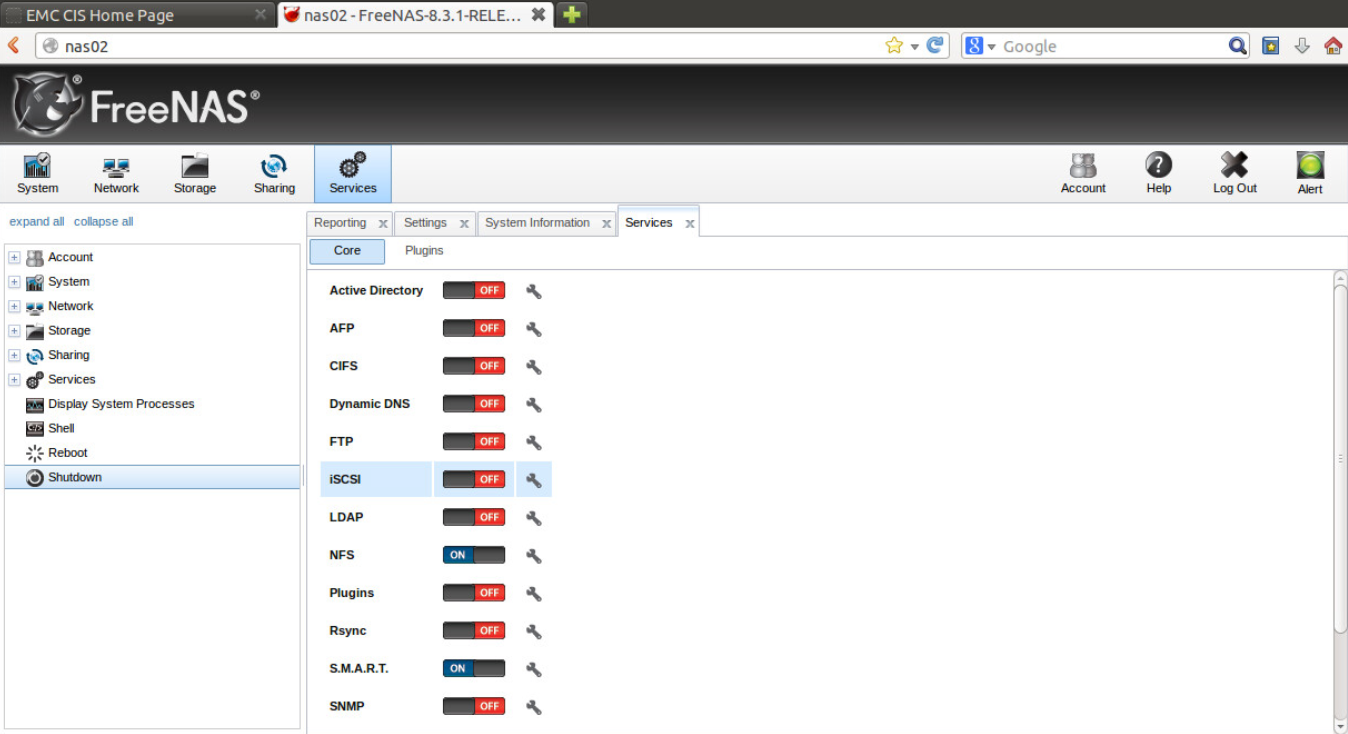 EMC CIS Home Page
nas02 - FreeNAS-8.3.1-RELE...
nas02
8 Google
FreeNAS®
System Network Storage Sharing Services Account ? Help Log Out Alert
expand all collapse all
Reporting x Settings x System Information x Services x
Core Plugins
Account
System
Network
Storage
Sharing
Services
Display System Processes
Shell
Reboot
Shutdown
Active Directory OFF
AFP OFF
CIFS OFF
Dynamic DNS OFF
FTP OFF
iSCSI OFF
LDAP OFF
NFS ON
Plugins OFF
Rsync OFF
S.M.A.R.T. ON
SNMP OFF